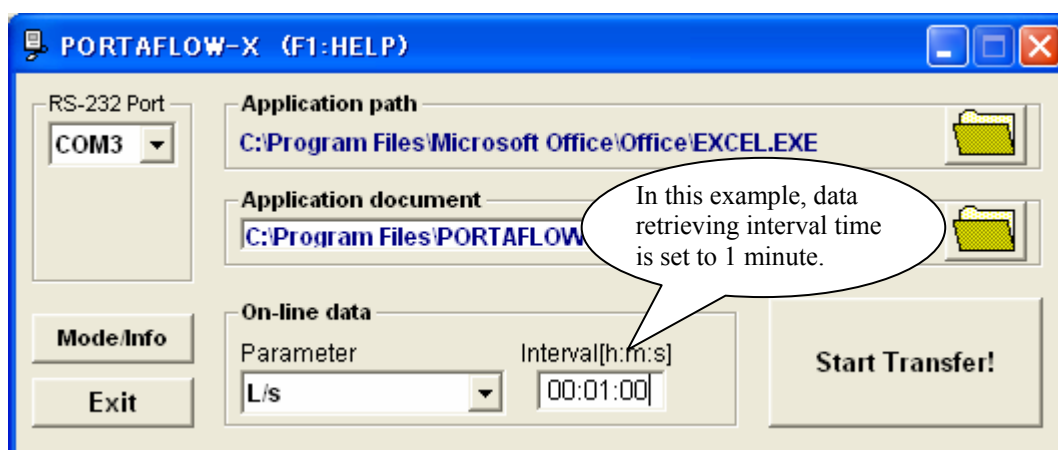 PORTAFLOW-X (F1:HELP)
RS-232 Port
COM3
Application path
C:\Program Files\Microsoft Office\Office\EXCEL.EXE
Application document
C:\Program Files\PORTAFLOW
In this example, data
retrieving interval time
is set to 1 minute.
Mode/Info
Exit
On-line data
Parameter
Interval[h:m:s]
L/s
00:01:00
Start Transfer!